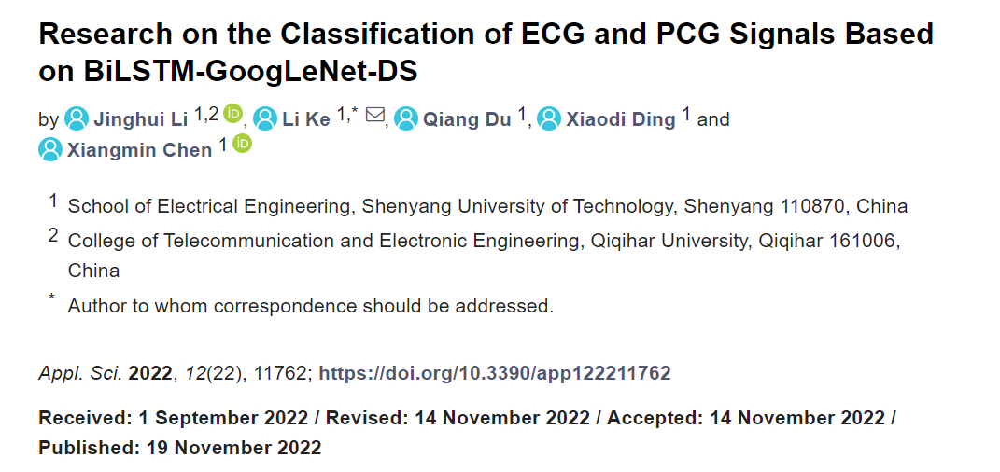 Research on the Classification of ECG and PCG Signals Based
on BiLSTM-GoogLeNet-DS
by Jinghui Li 1,2 iD, Li Ke 1,*, Qiang Du 1, Xiaodi Ding 1 and
Xiangmin Chen 1 iD
1 School of Electrical Engineering, Shenyang University of Technology, Shenyang 110870, China
2 College of Telecommunication and Electronic Engineering, Qiqihar University, Qiqihar 161006,
China
* Author to whom correspondence should be addressed.
Appl. Sci. 2022, 12(22), 11762; https://doi.org/10.3390/app122211762
Received: 1 September 2022 / Revised: 14 November 2022 / Accepted: 14 November 2022 /
Published: 19 November 2022